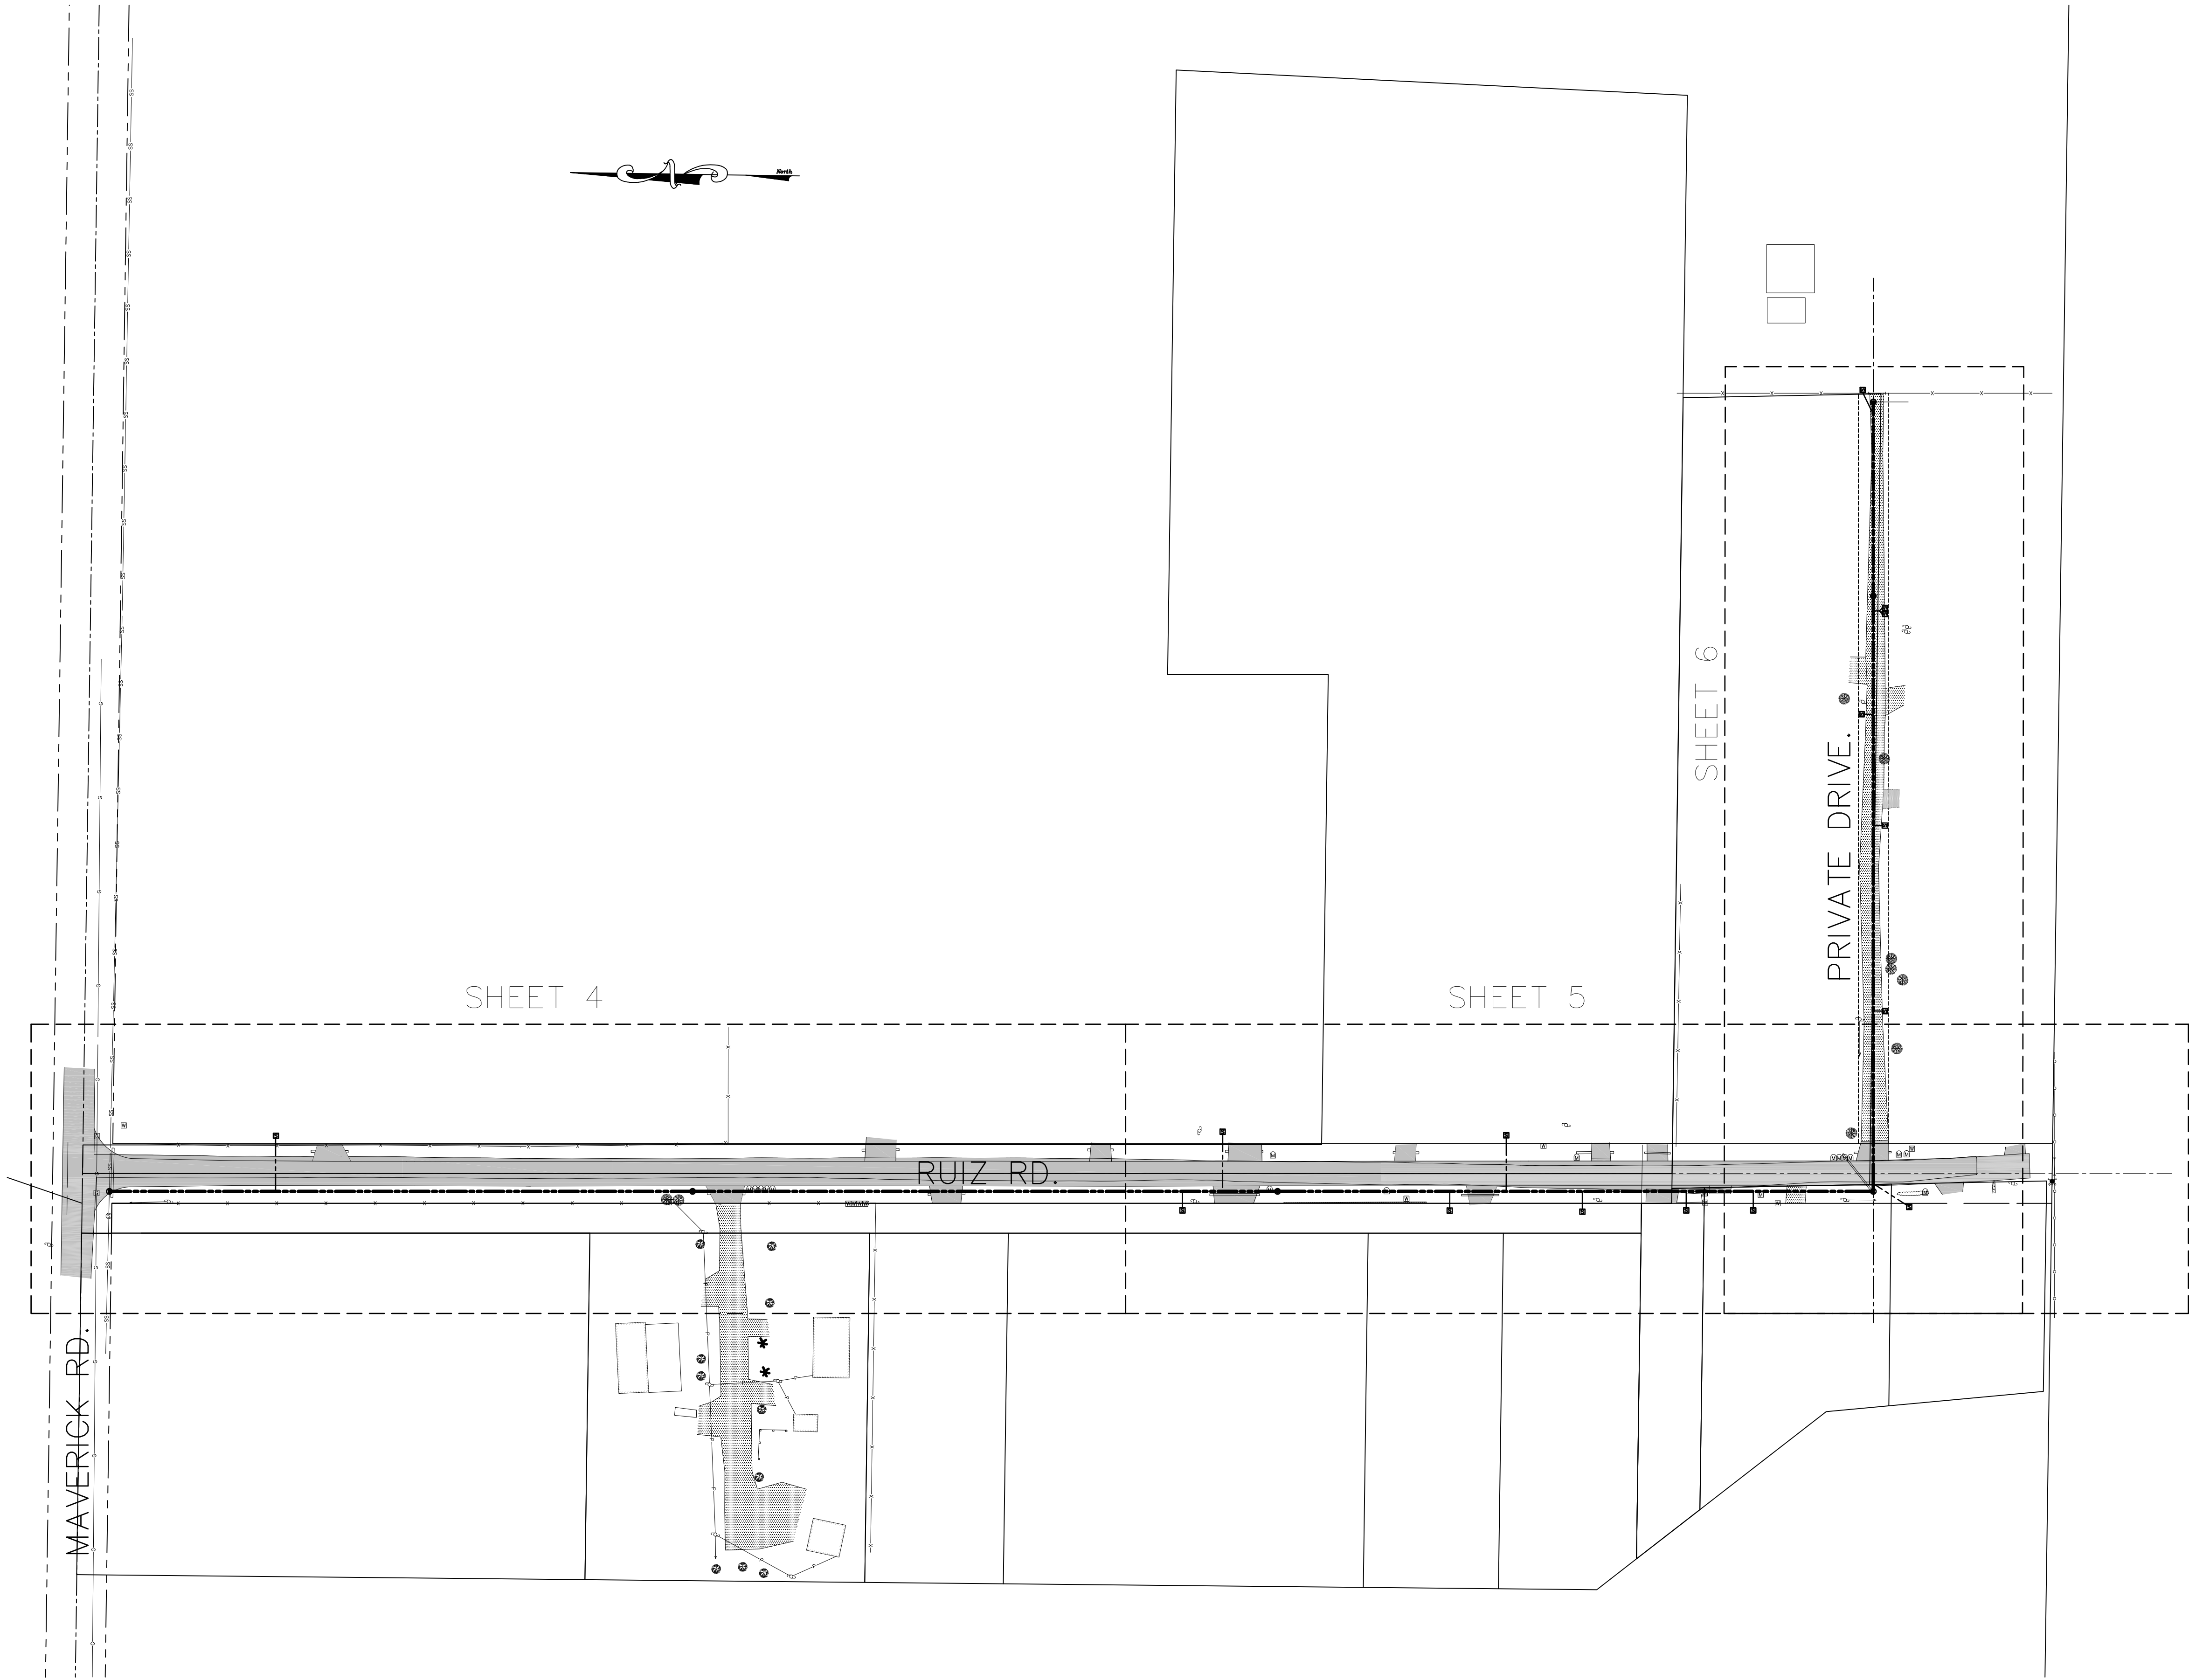 North
SHEET 6
PRIVATE DRIVE.
SHEET 4
SHEET 5
RUIZ RD.
MAVERICK RD.